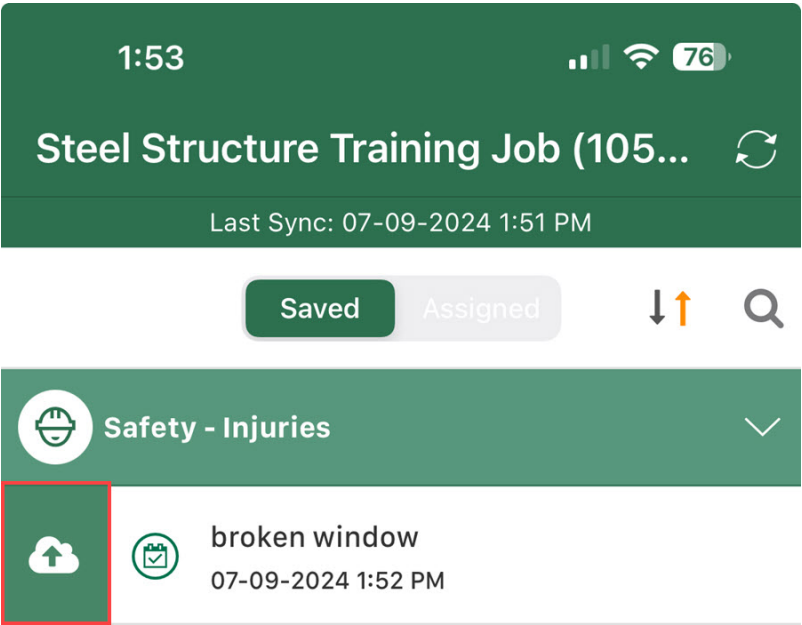 1:53
76
Steel Structure Training Job (105...
Last Sync: 07-09-2024 1:51 PM
Saved
Assigned
Safety - Injuries
broken window
07-09-2024 1:52 PM